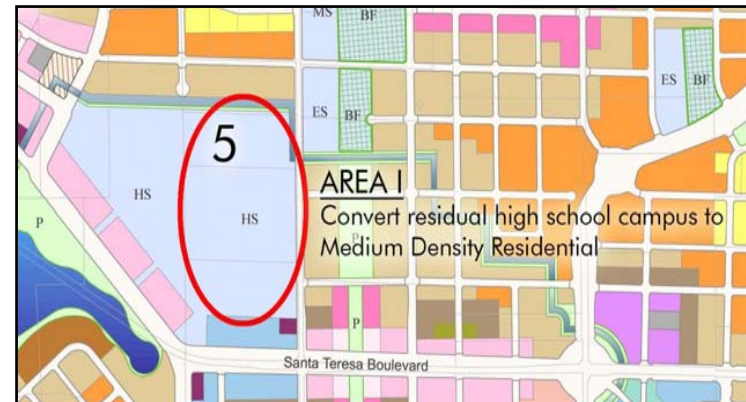 MS
BF
ES
BF
ES
BF
5
AREA I
Convert residual high school campus to
Medium Density Residential
HS
HS
P
P
P
Santa Teresa Boulevard